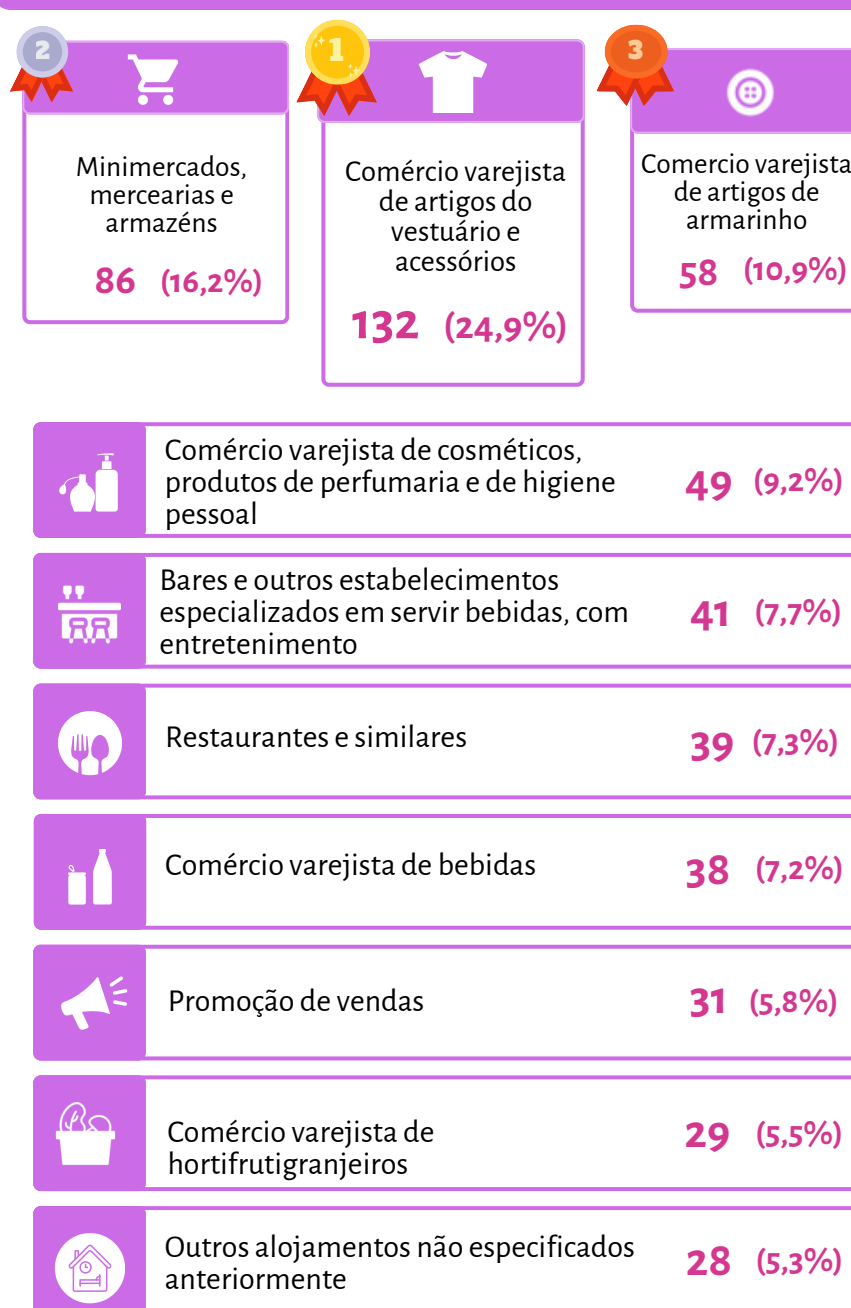 2
Minimercados,
mercearias e
armazéns
86 (16,2%)
1
Comércio varejista
de artigos do
vestuário e
acessórios
132 (24,9%)
3
Comercio varejista
de artigos de
armarinho
58 (10,9%)
Comércio varejista de cosméticos,
produtos de perfumaria e de higiene
pessoal
49 (9,2%)
Bares e outros estabelecimentos
especializados em servir bebidas, com
entretenimento
41 (7,7%)
Restaurantes e similares
39 (7,3%)
Comércio varejista de bebidas
38 (7,2%)
Promoção de vendas
31 (5,8%)
Comércio varejista de
hortifrutigranjeiros
29 (5,5%)
Outros alojamentos não especificados
anteriormente
28 (5,3%)